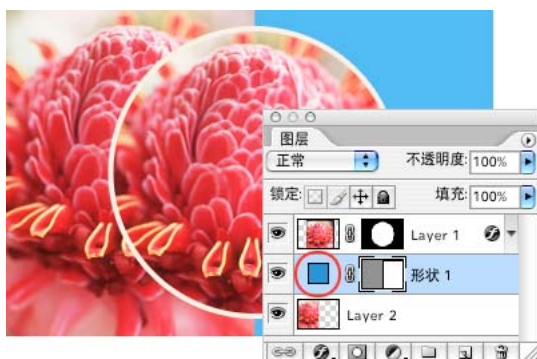 图层
正常 不透明度: 100%
锁定: 填充: 100%
Layer 1
形状 1
Layer 2